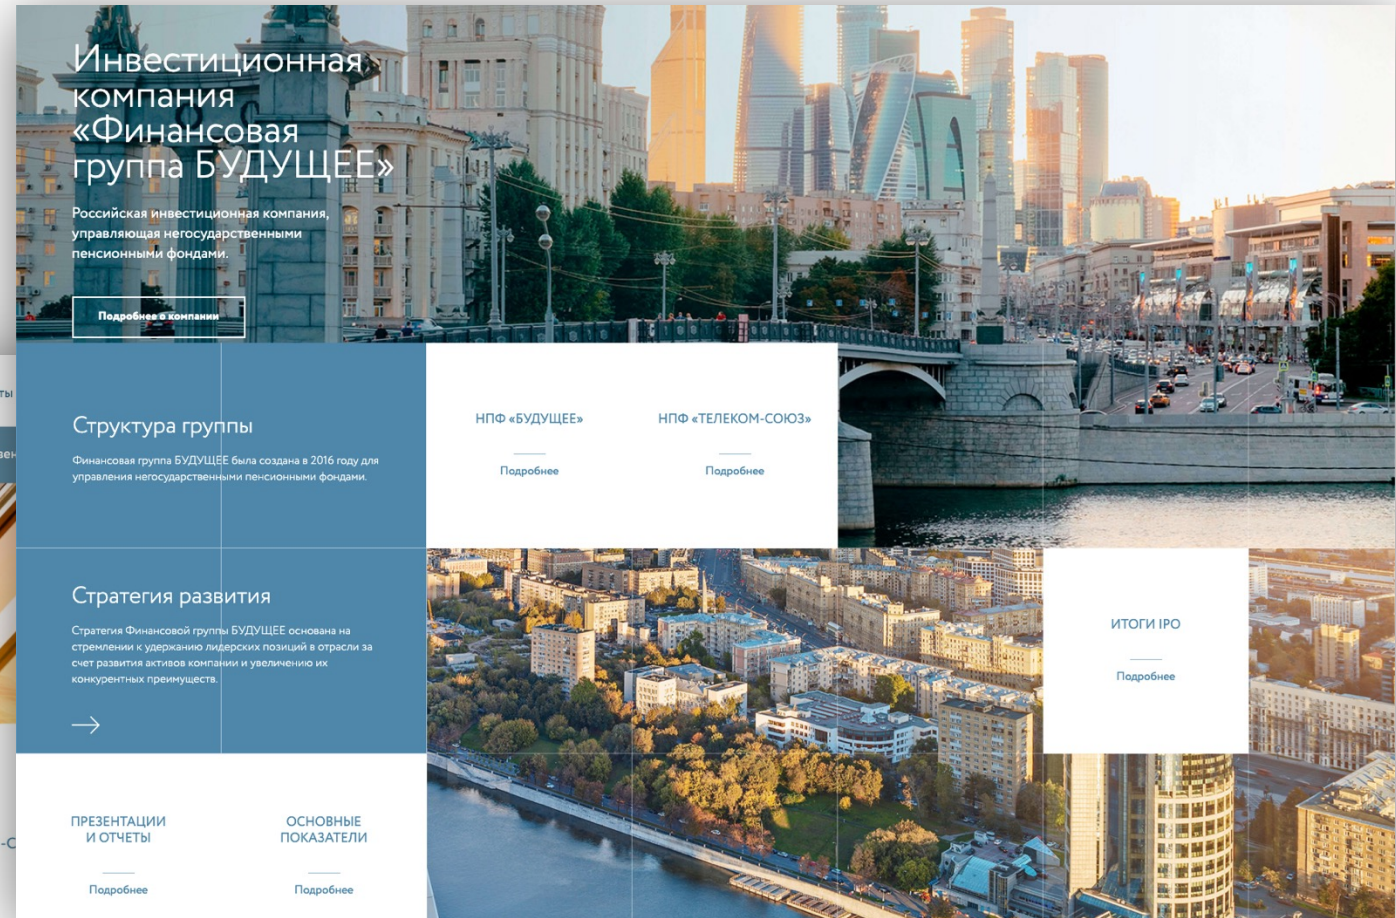 Инвестиционная
компания
«Финансовая
группа БУДУЩЕЕ»
Российская инвестиционная компания,
управляющая негосударственными
пенсионными фондами.
Подробнее о компании
Структура группы
Финансовая группа БУДУЩЕЕ была создана в 2016 году для
управления негосударственными пенсионными фондами.
НПФ «БУДУЩЕЕ»
Подробнее
НПФ «ТЕЛЕКОМ-СОЮЗ»
Подробнее
Стратегия развития
Стратегия Финансовой группы БУДУЩЕЕ основана на
стремлении к удержанию лидерских позиций в отрасли за
счет развития активов компании и увеличению их
конкурентных преимуществ.
ИТОГИ IPO
Подробнее
ПРЕЗЕНТАЦИИ
И ОТЧЕТЫ
Подробнее
ОСНОВНЫЕ
ПОКАЗАТЕЛИ
Подробнее